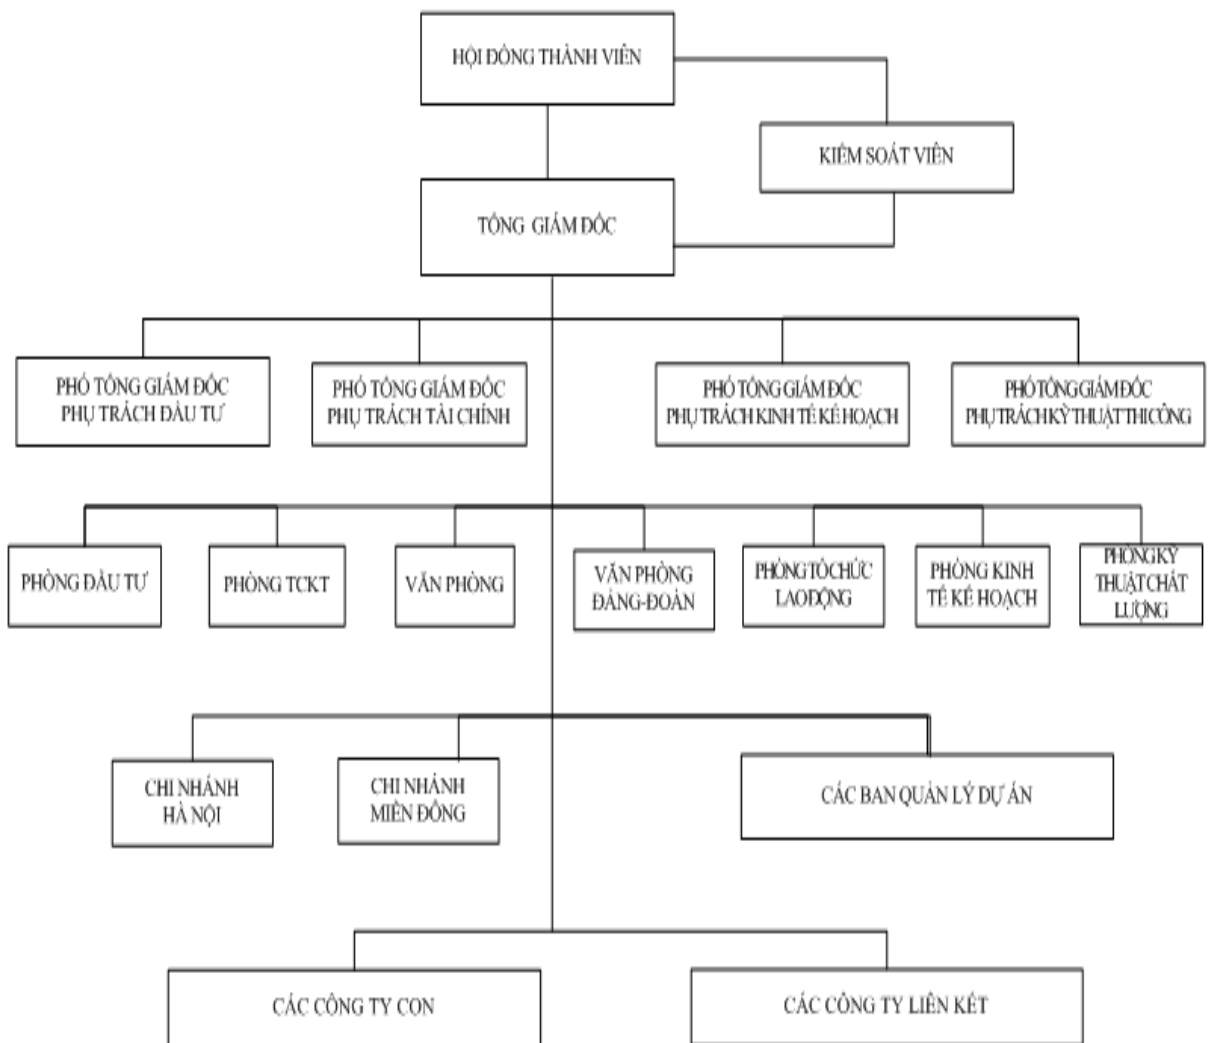 HỘI ĐỒNG THÀNH VIÊN
KIỂM SOÁT VIÊN
TỔNG GIÁM ĐỐC
PHÓ TỔNG GIÁM ĐỐC
PHỤ TRÁCH ĐẦU TƯ
PHÓ TỔNG GIÁM ĐỐC
PHỤ TRÁCH TÀI CHÍNH
PHÓ TỔNG GIÁM ĐỐC
PHỤ TRÁCH KINH TẾ KẾ HOẠCH
PHÓ TỔNG GIÁM ĐỐC
PHỤ TRÁCH KỸ THUẬT THI CÔNG
PHÒNG ĐẦU TƯ
PHÒNG TCKT
VĂN PHÒNG
VĂN PHÒNG
ĐẢNG-ĐOÀN
PHÒNG TỔ CHỨC
LAO ĐỘNG
PHÒNG KINH
TẾ KẾ HOẠCH
PHÒNG KỸ
THUẬT CHẤT
LƯỢNG
CHI NHÁNH
HÀ NỘI
CHI NHÁNH
MIỀN ĐÔNG
CÁC BAN QUẢN LÝ DỰ ÁN
CÁC CÔNG TY CON
CÁC CÔNG TY LIÊN KẾT